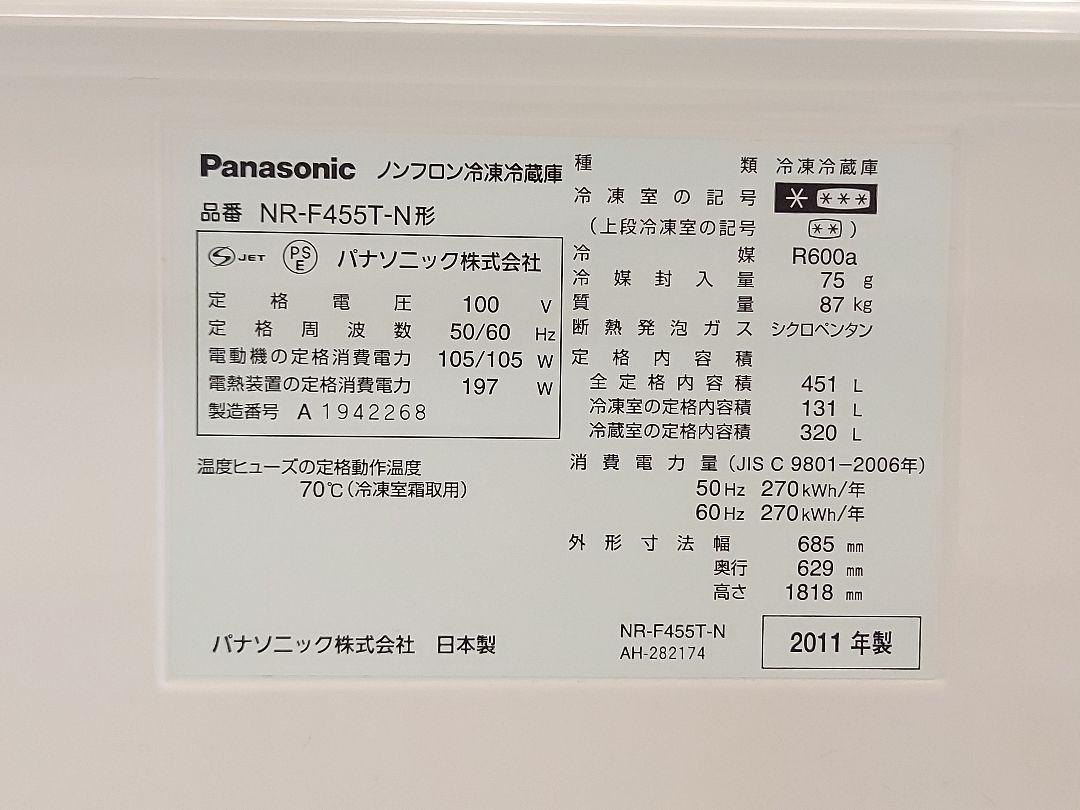 Panasonic ノンフロン冷凍冷蔵庫
品番 NR-F455T-N形
JET PSE パナソニック株式会社
定格電圧 100 V
定格周波数 50/60 Hz
電動機の定格消費電力 105/105 W
電熱装置の定格消費電力 197 W
製造番号 A 1942268
温度ヒューズの定格動作温度
70℃(冷凍室霜取用)
パナソニック株式会社 日本製
種類 冷凍冷蔵庫
冷凍室の記号 * ***
(上段冷凍室の記号 ** )
冷媒 R600a
冷媒封入量 75 g
質量 87 kg
断熱発泡ガス シクロペンタン
定格内容積
全定格内容積 451 L
冷凍室の定格内容積 131 L
冷蔵室の定格内容積 320 L
消費電力量(JIS C 9801-2006年)
50Hz 270kWh/年
60Hz 270kWh/年
外形寸法幅 685 mm
奥行 629 mm
高さ 1818 mm
NR-F455T-N
AH-282174
2011 年製